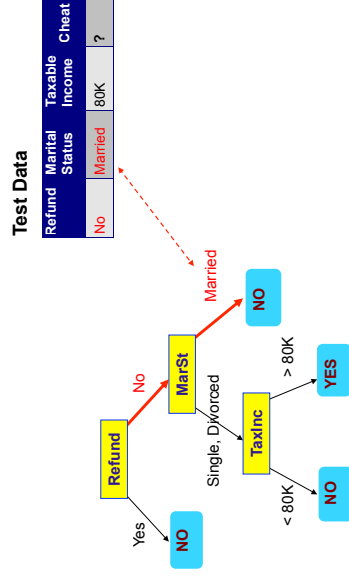 Test Data
Refund Marital Status Taxable Income Cheat
No Married 80K ?
Refund
Yes
No
NO
MarSt
Single, Divorced
Married
TaxInc
NO
< 80K
> 80K
NO
YES